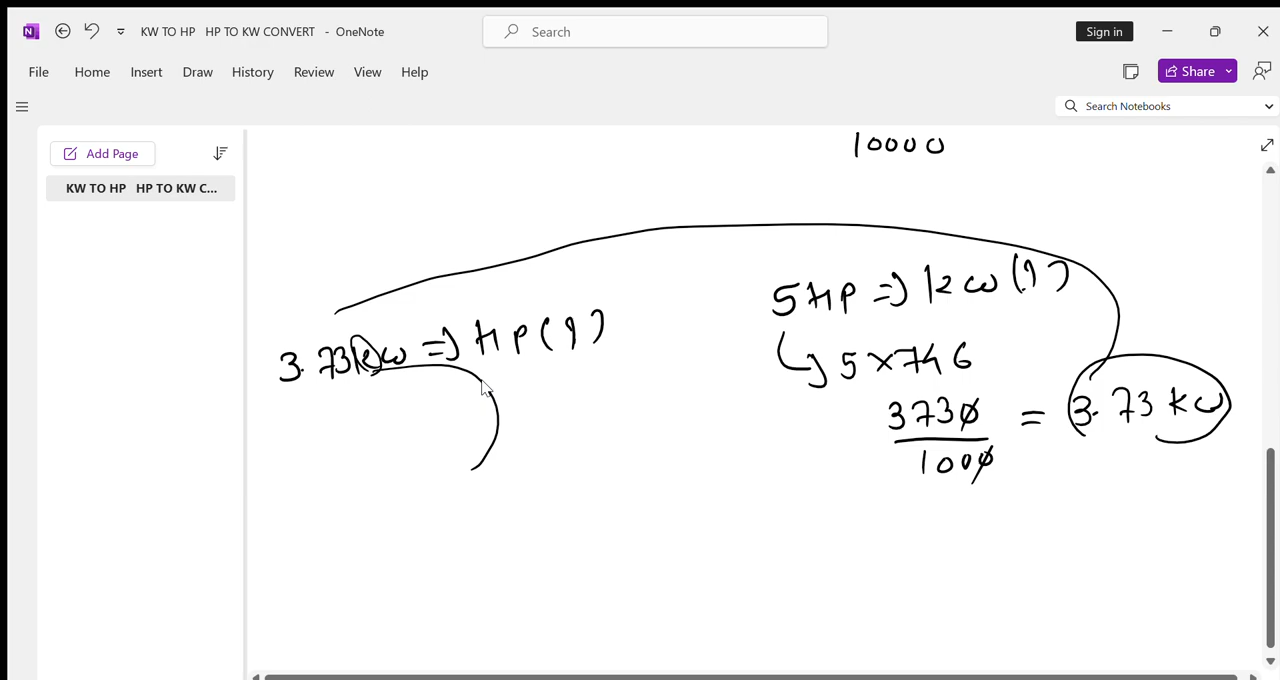 KW TO HP   HP TO KW CONVERT  -  OneNote
Search
Sign in
File Home Insert Draw History Review View Help
Share
Search Notebooks
Add Page
KW TO HP   HP TO KW C...
10000
3.73kw => HP (?)
5 HP => kw (?)
5 × 746
3730
1000
= 3.73 kw